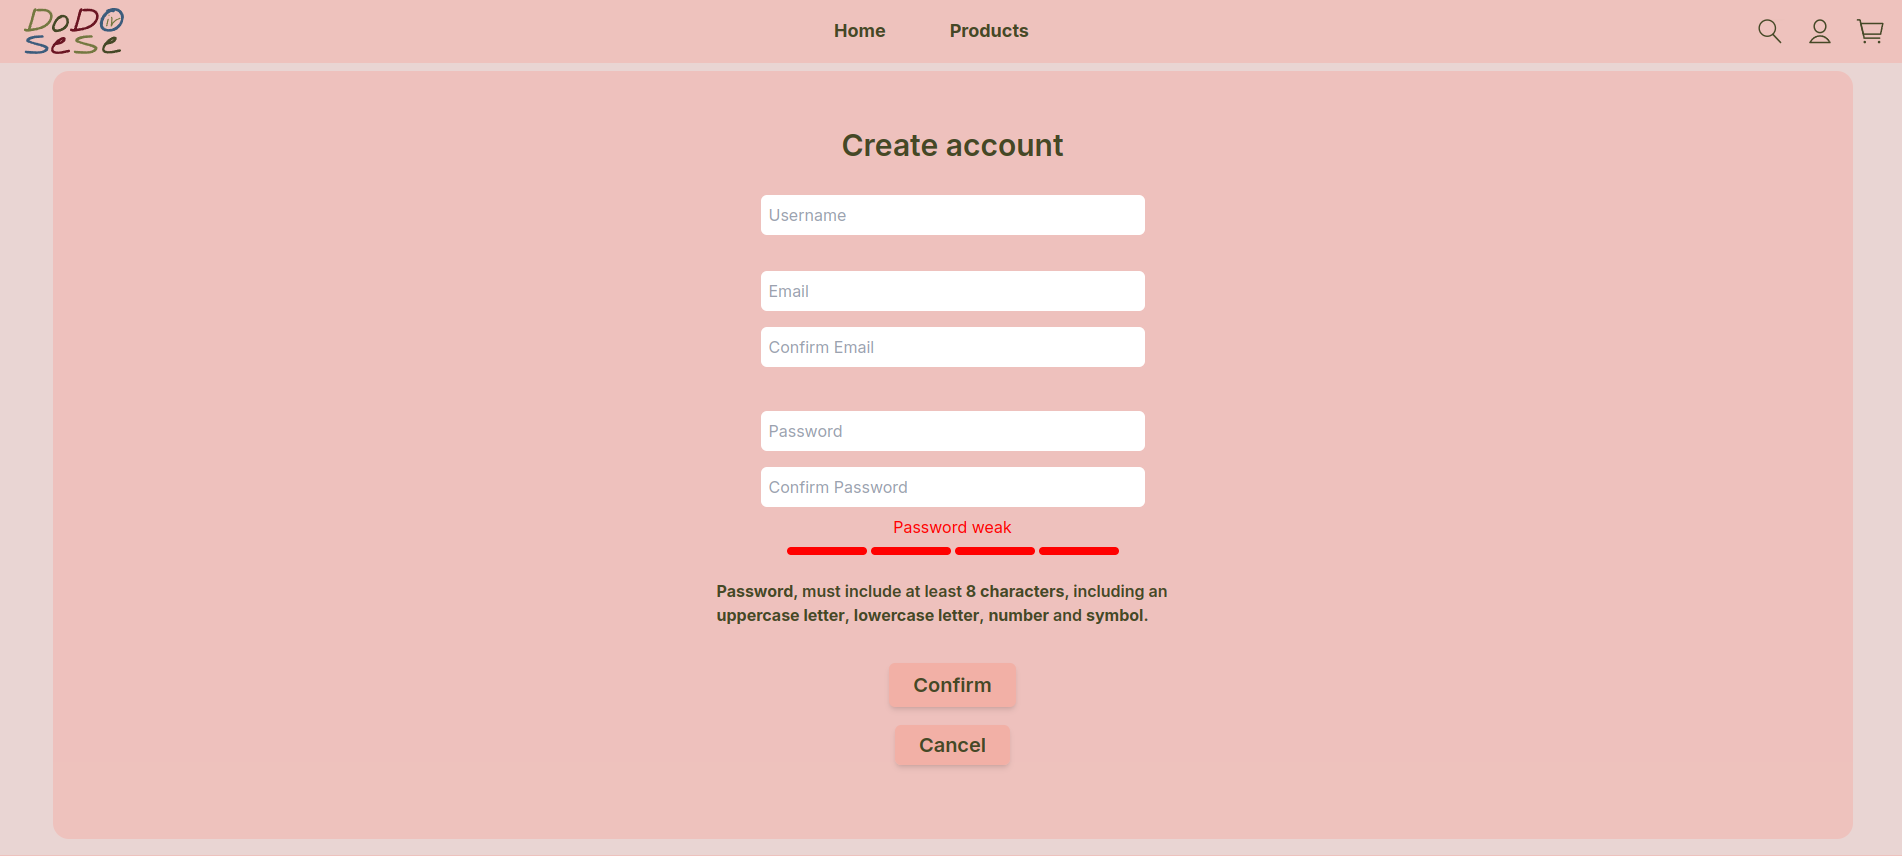 DoDO
Sese
Home
Products
Create account
Username
Email
Confirm Email
Password
Confirm Password
Password weak
Password, must include at least 8 characters, including an
uppercase letter, lowercase letter, number and symbol.
Confirm
Cancel